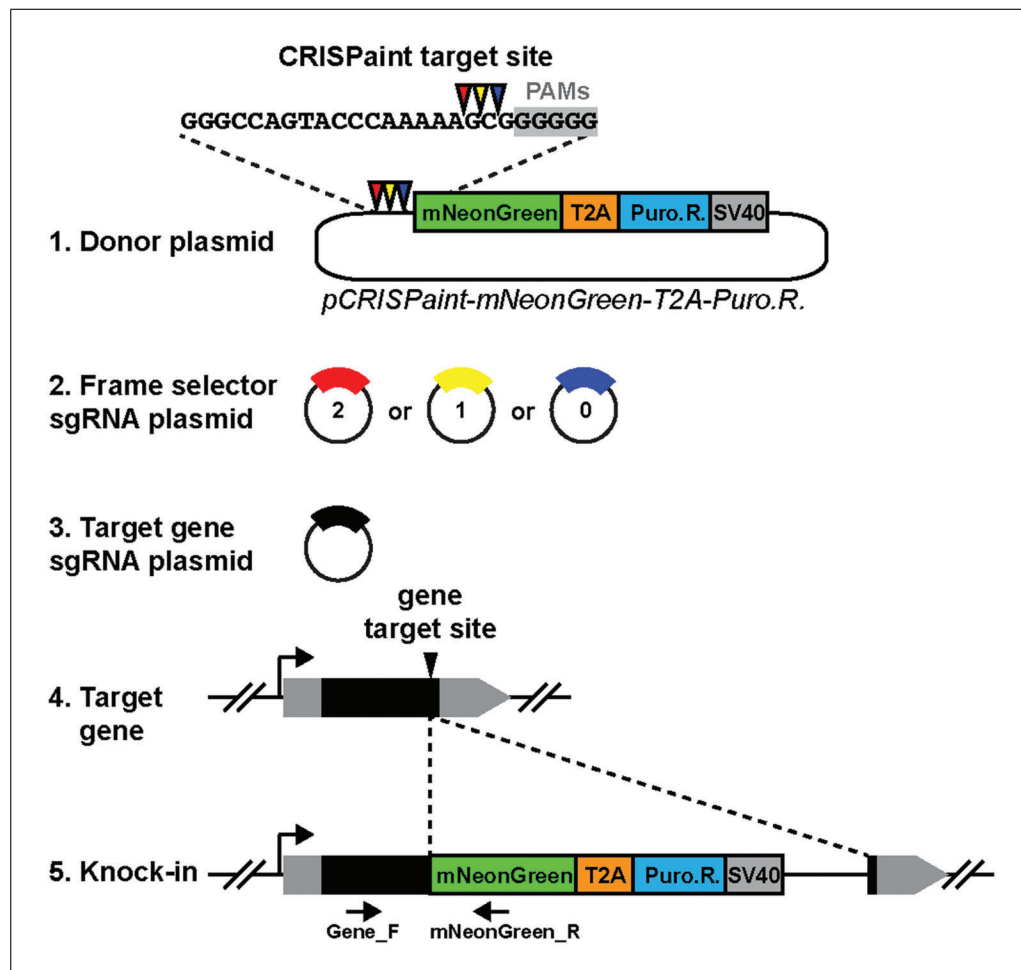 CRISPaint target site
PAMs
GGGCCAGTACCCAAAAAGCGGGGGG
mNeonGreen T2A Puro.R. SV40
1. Donor plasmid
pCRISPaint-mNeonGreen-T2A-Puro.R.
2. Frame selector
sgRNA plasmid
2 or 1 or 0
3. Target gene
sgRNA plasmid
gene
target site
4. Target
gene
5. Knock-in
mNeonGreen T2A Puro.R. SV40
Gene_F mNeonGreen_R